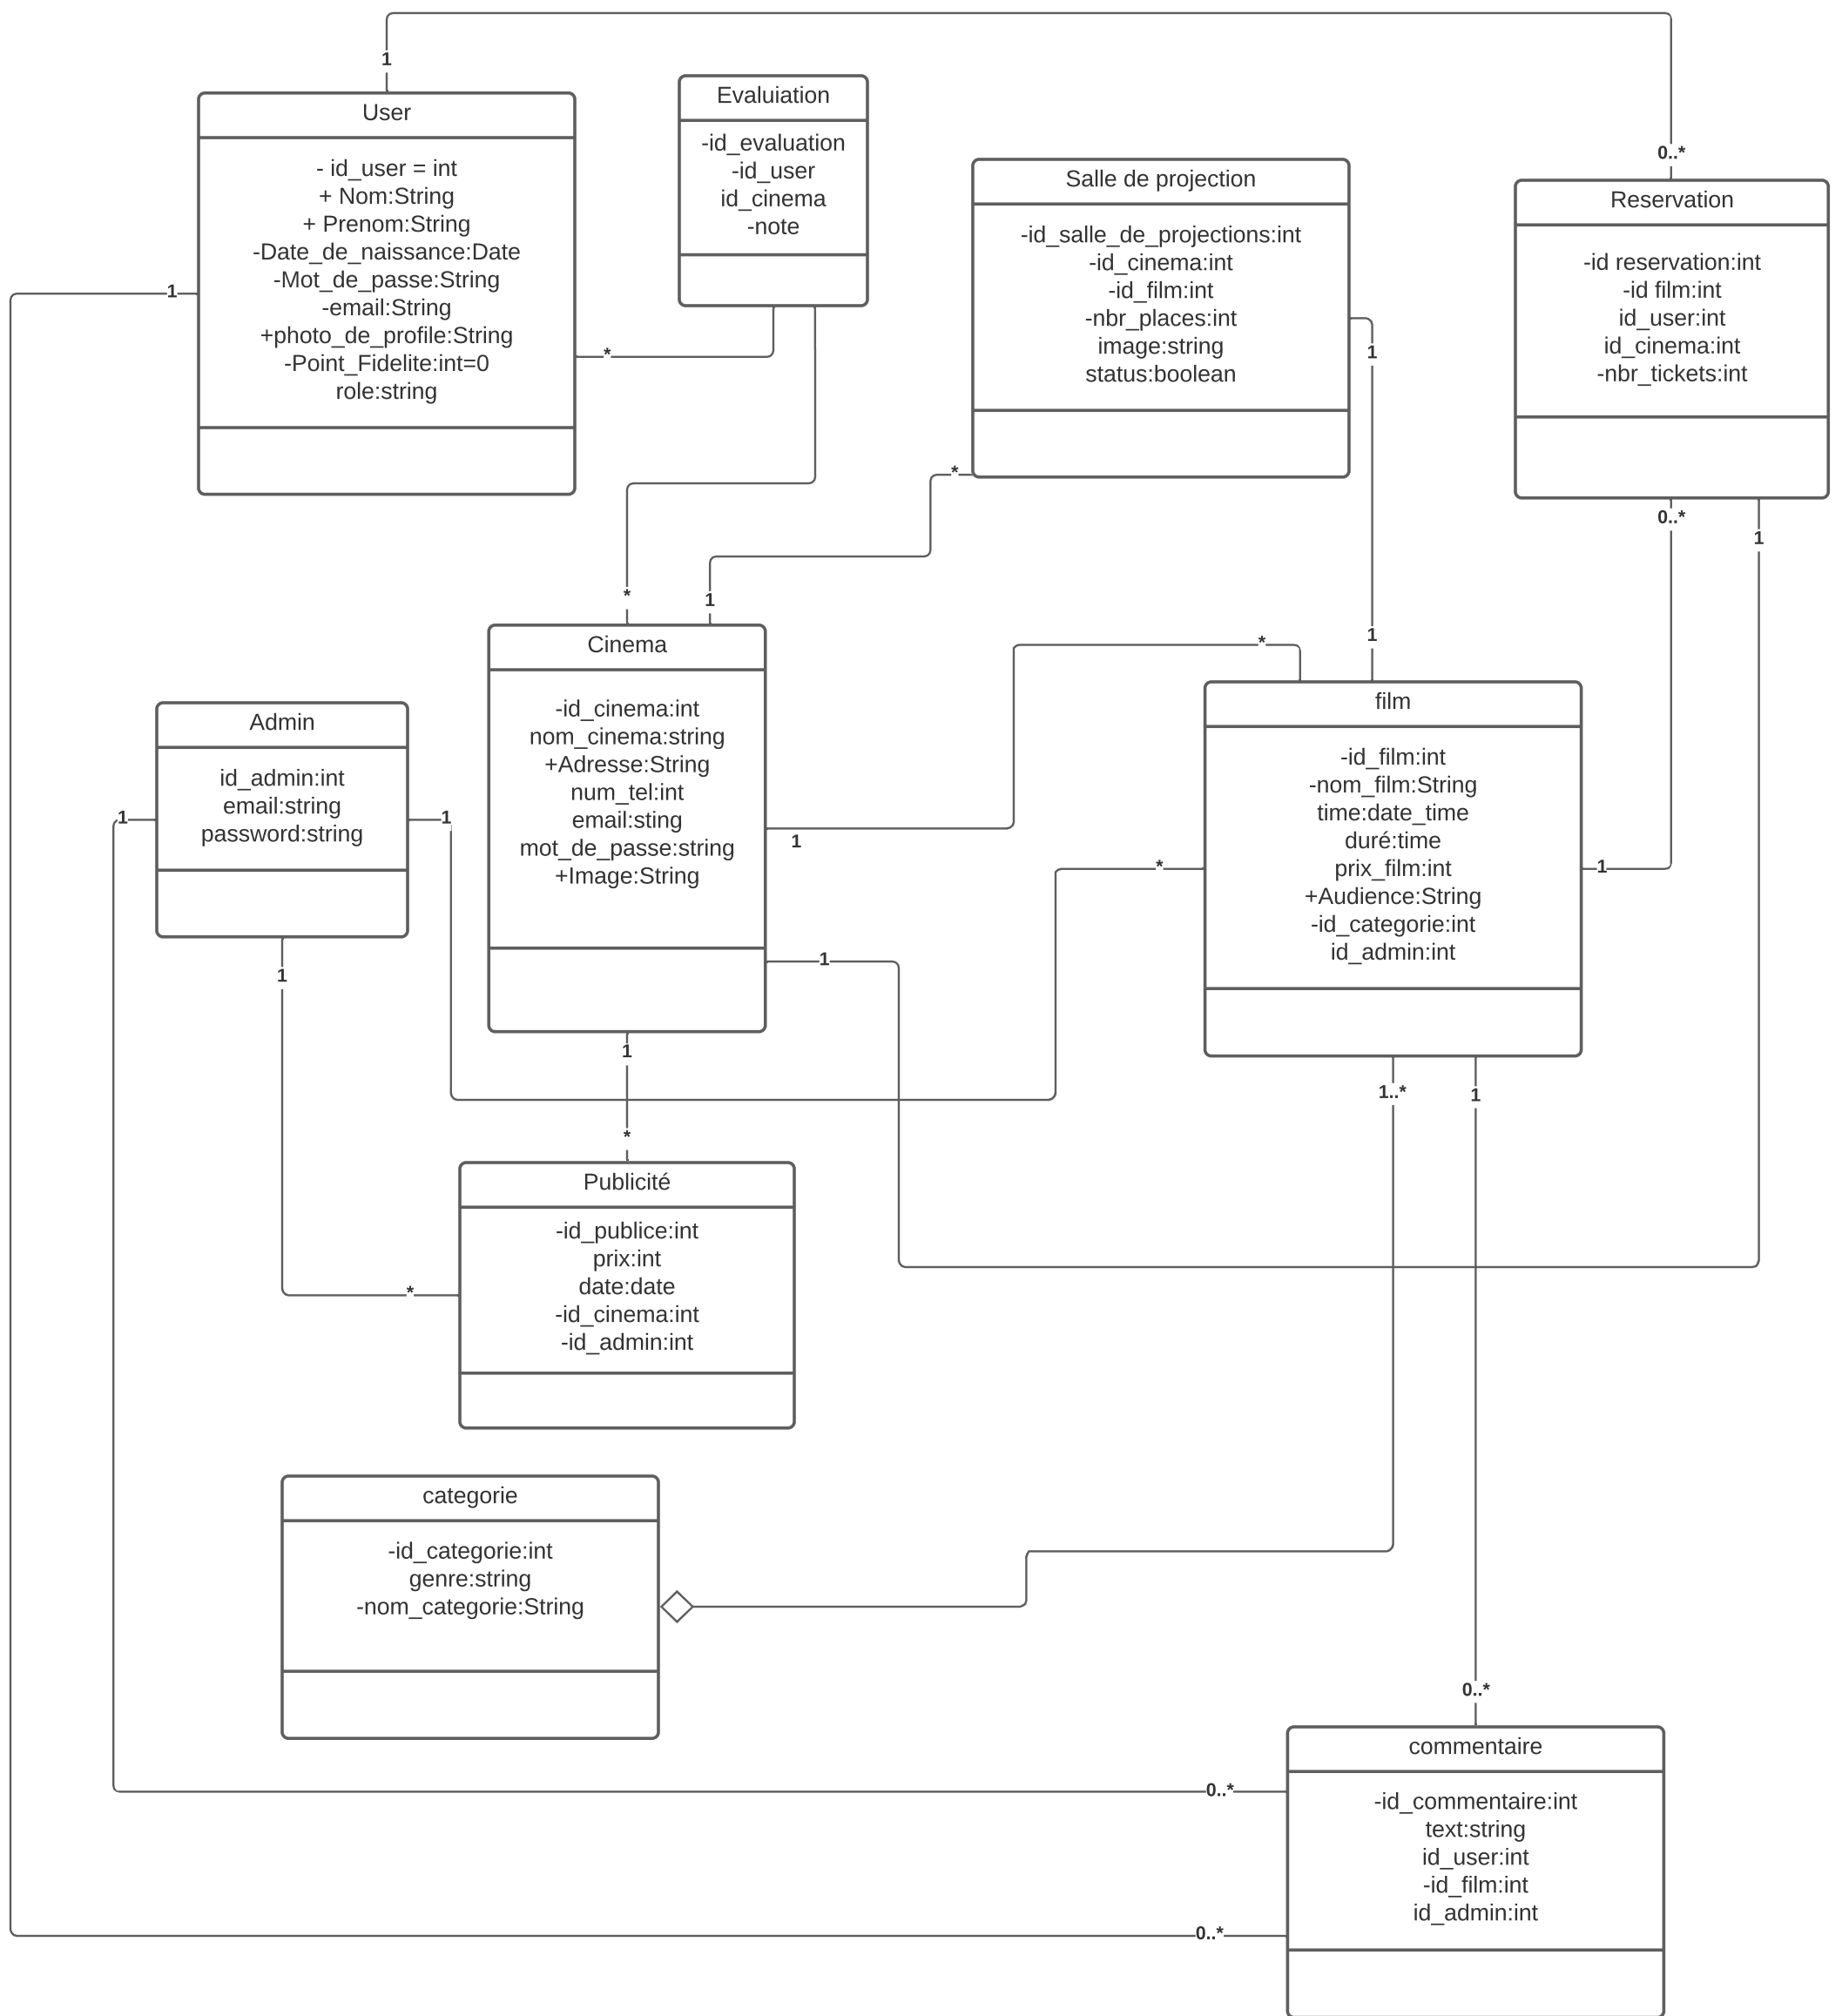 1
User
- id_user = int
+ Nom:String
+ Prenom:String
-Date_de_naissance:Date
-Mot_de_passe:String
-email:String
+photo_de_profile:String
-Point_Fidelite:int=0
role:string
1
*
Evaluiation
-id_evaluation
-id_user
id_cinema
-note
*
Salle de projection
-id_salle_de_projections:int
-id_cinema:int
-id_film:int
-nbr_places:int
image:string
status:boolean
*
1
1
0..*
Reservation
-id reservation:int
-id film:int
id_user:int
id_cinema:int
-nbr_tickets:int
0..*
1
1
Cinema
-id_cinema:int
nom_cinema:string
+Adresse:String
num_tel:int
email:sting
mot_de_passe:string
+Image:String
1
1
1
*
Admin
id_admin:int
email:string
password:string
1
1
1
*
*
film
-id_film:int
-nom_film:String
time:date_time
duré:time
prix_film:int
+Audience:String
-id_categorie:int
id_admin:int
1
1..*
1
Publicité
-id_publice:int
prix:int
date:date
-id_cinema:int
-id_admin:int
*
categorie
-id_categorie:int
genre:string
-nom_categorie:String
0..*
commentaire
-id_commentaire:int
text:string
id_user:int
-id_film:int
id_admin:int
0..*
0..*